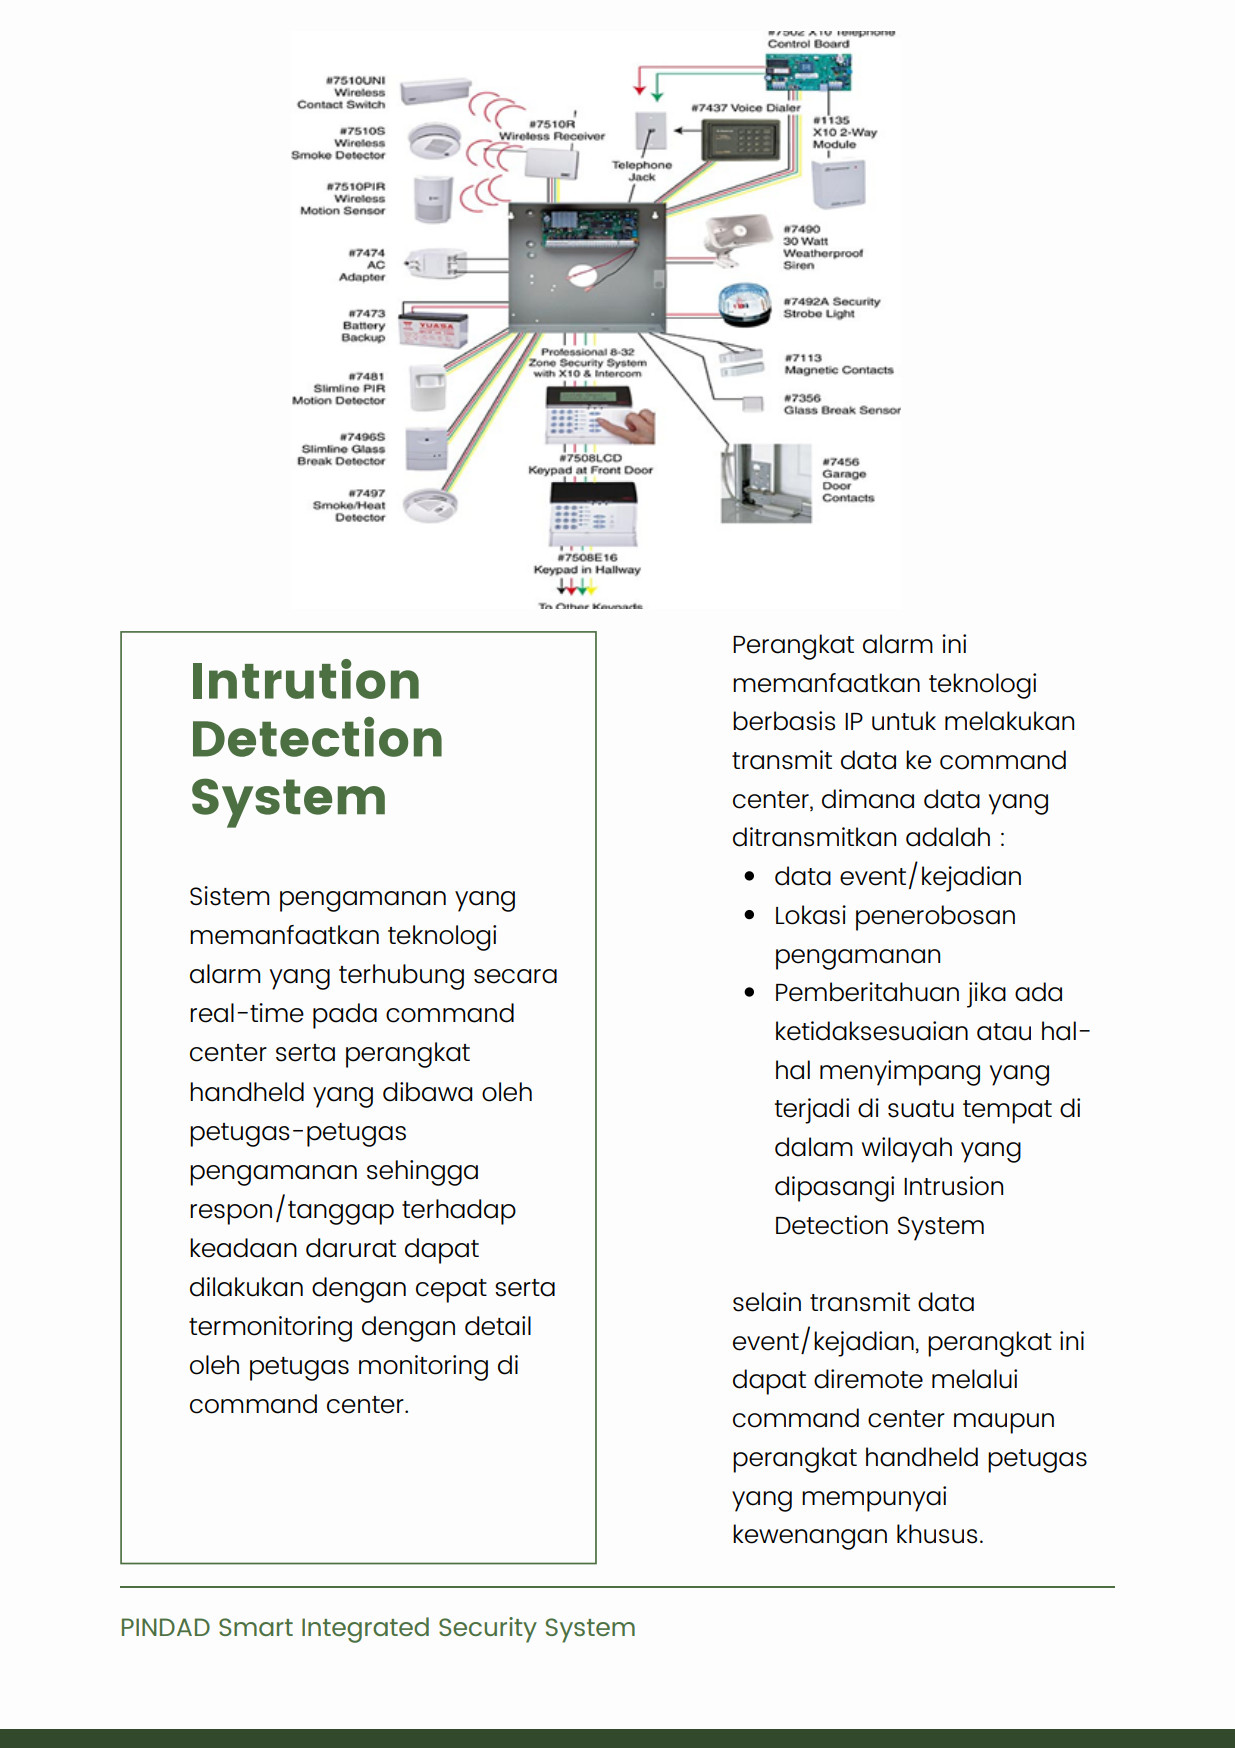 #7502 X10 Telephone
Control Board
#7510UNI
Wireless
Contact Switch
#7510S
Wireless
Smoke Detector
#7510PIR
Wireless
Motion Sensor
#7510R
Wireless Receiver
#7437 Voice Dialer
#1135
X10 2-Way
Module
Telephone
Jack
#7474
AC
Adapter
#7490
30 Watt
Weatherproof
Siren
#7473
Battery
Backup
YUASA
#7492A Security
Strobe Light
Professional 8-32
Zone Security System
with X10 & Intercom
#7113
Magnetic Contacts
#7481
Slimline PIR
Motion Detector
#7356
Glass Break Sensor
#7496S
Slimline Glass
Break Detector
#7508LCD
Keypad at Front Door
#7456
Garage
Door
Contacts
#7497
Smoke/Heat
Detector
#7508E16
Keypad in Hallway
To Other Keypads
Intrution
Detection
System
Sistem pengamanan yang
memanfaatkan teknologi
alarm yang terhubung secara
real-time pada command
center serta perangkat
handheld yang dibawa oleh
petugas-petugas
pengamanan sehingga
respon/tanggap terhadap
keadaan darurat dapat
dilakukan dengan cepat serta
termonitoring dengan detail
oleh petugas monitoring di
command center.
Perangkat alarm ini
memanfaatkan teknologi
berbasis IP untuk melakukan
transmit data ke command
center, dimana data yang
ditransmitkan adalah :
• data event/kejadian
• Lokasi penerobosan
pengamanan
• Pemberitahuan jika ada
ketidaksesuaian atau hal-
hal menyimpang yang
terjadi di suatu tempat di
dalam wilayah yang
dipasangi Intrusion
Detection System
selain transmit data
event/kejadian, perangkat ini
dapat diremote melalui
command center maupun
perangkat handheld petugas
yang mempunyai
kewenangan khusus.
PINDAD Smart Integrated Security System